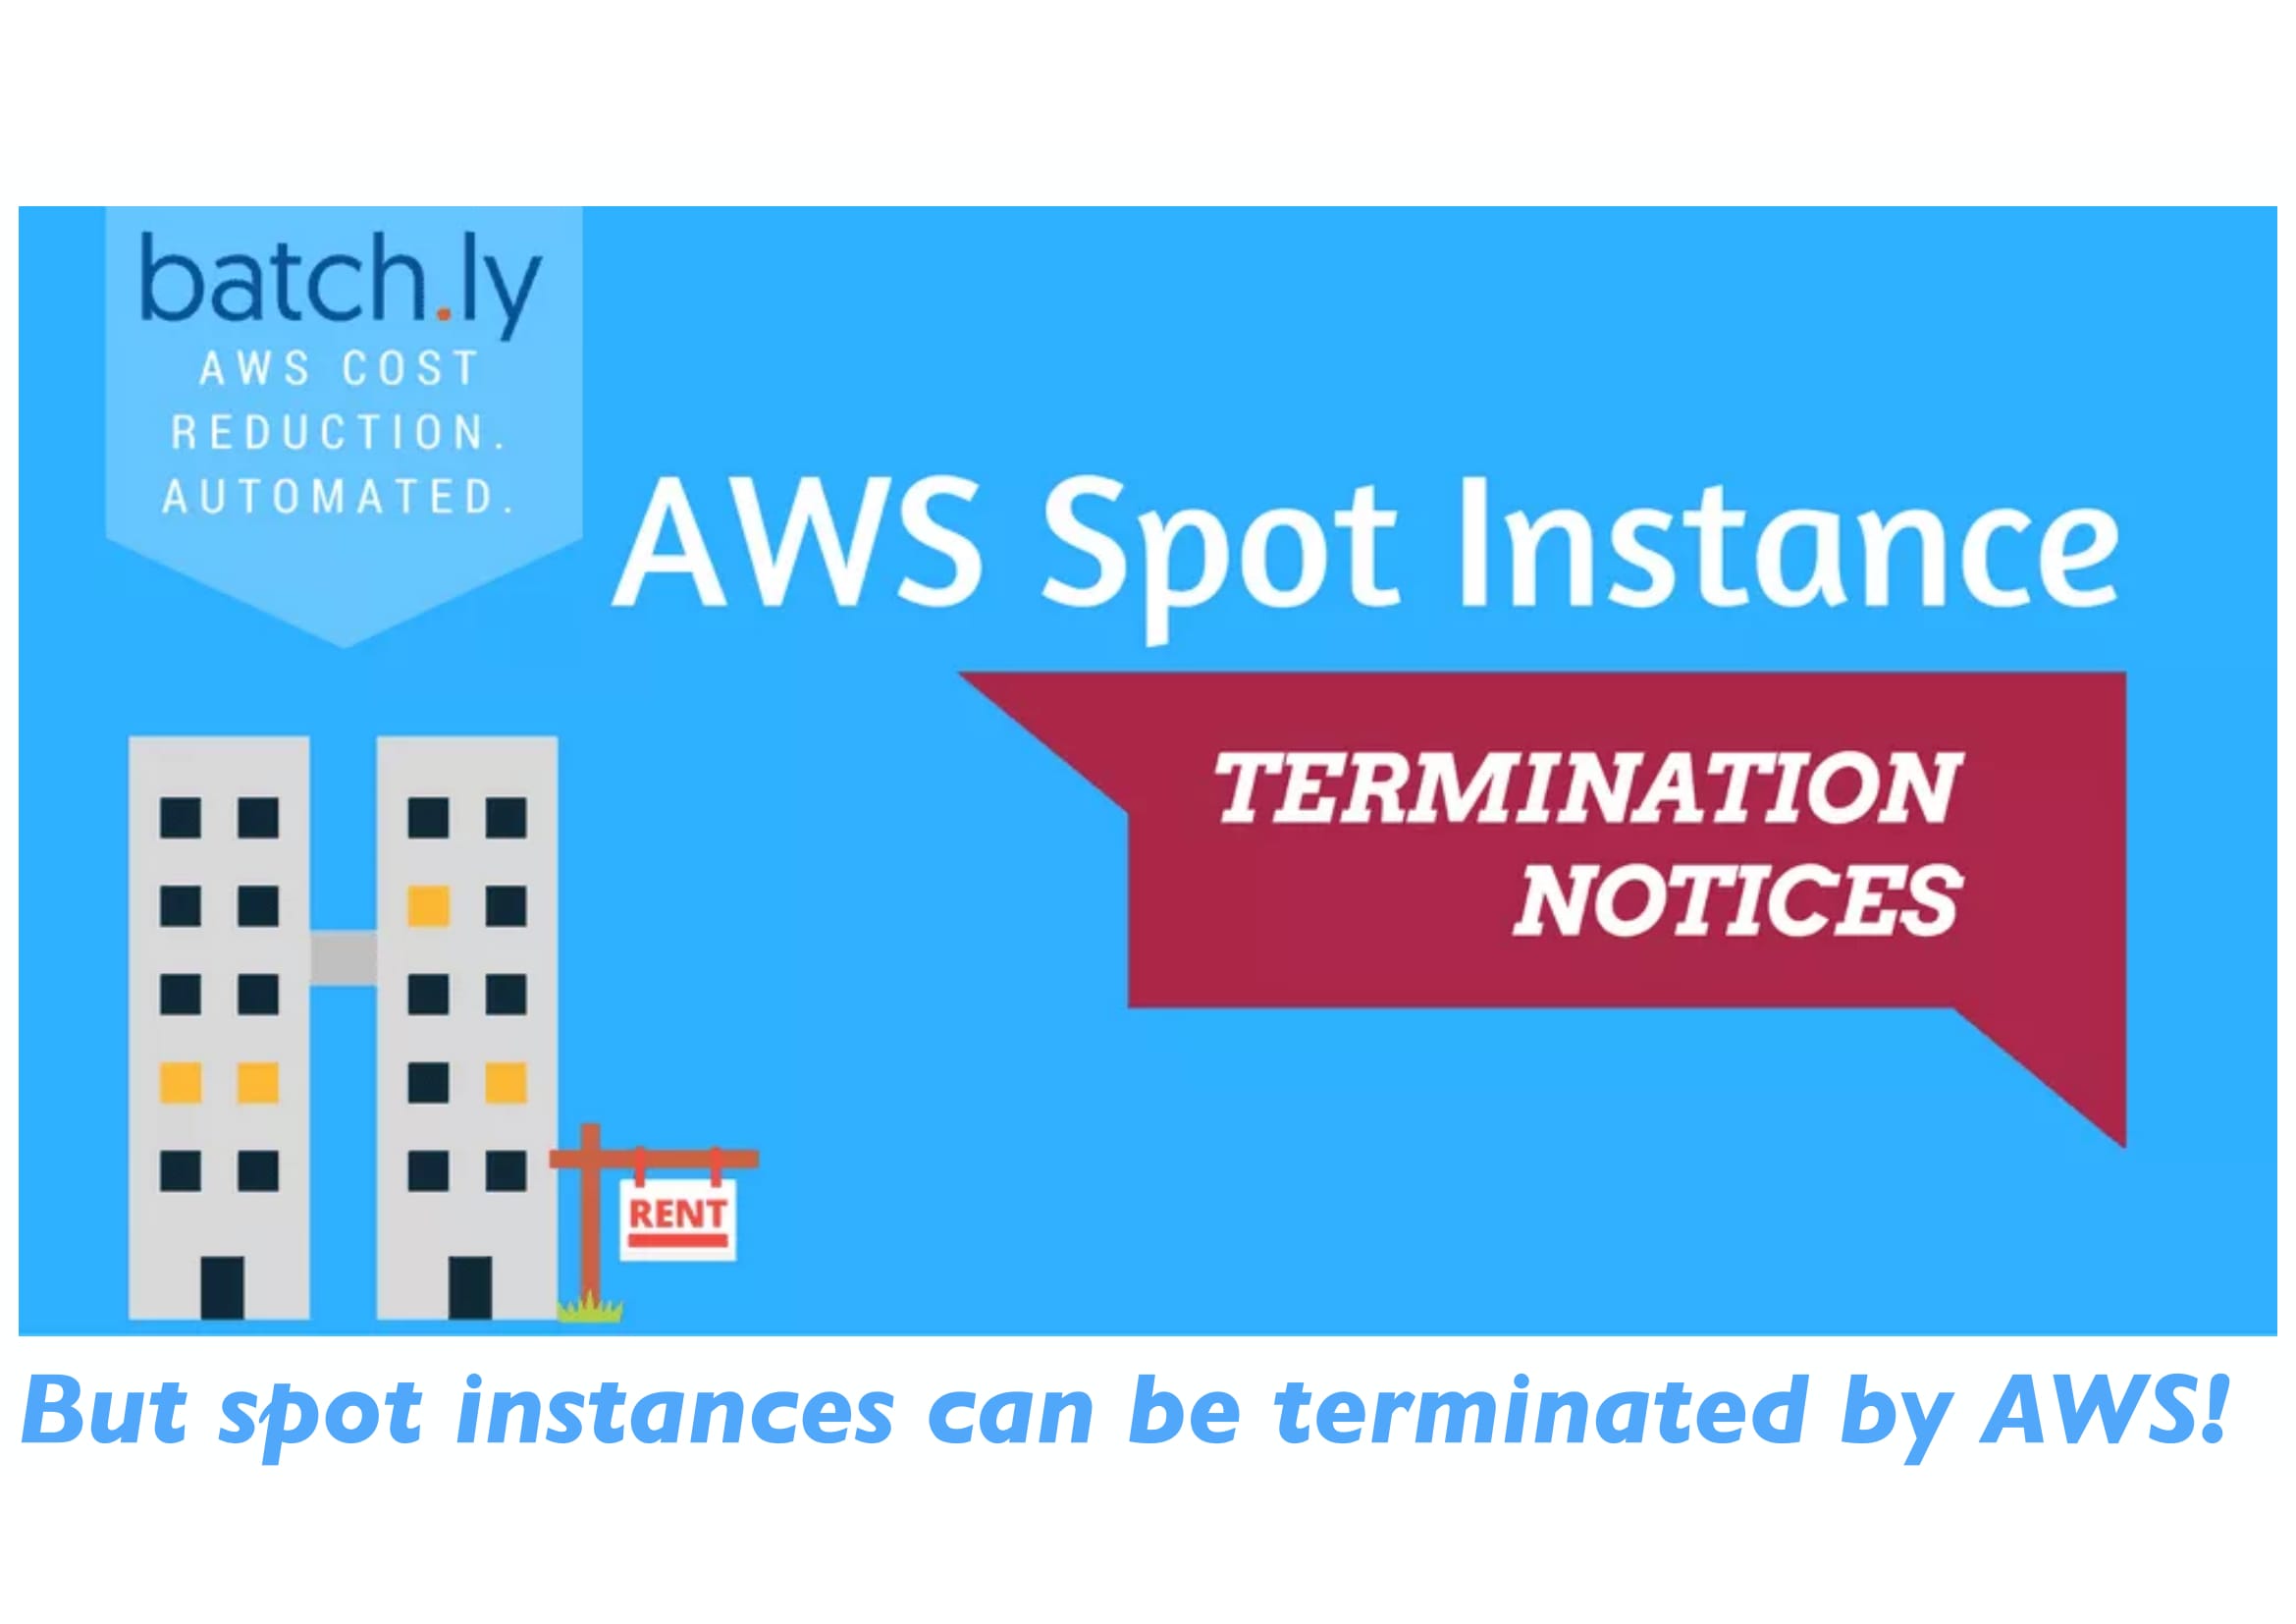 batch.ly
AWS COST
REDUCTION.
AUTOMATED.
AWS Spot Instance
TERMINATION
NOTICES
RENT
But spot instances can be terminated by AWS!